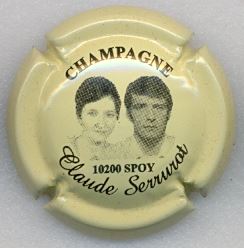 CHAMPAGNE
10200 SPOY
Claude Serrurot